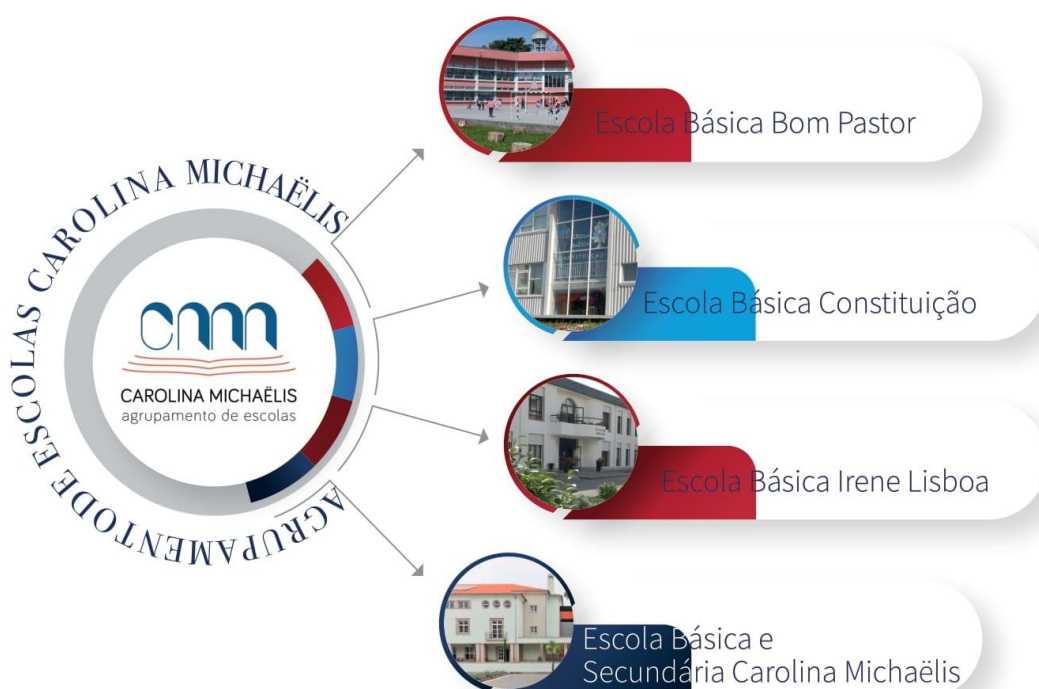 AGRUPAMENTODE ESCOLAS CAROLINA MICHAËLIS
cmm
CAROLINA MICHAËLIS
agrupamento de escolas
Escola Básica Bom Pastor
Escola Básica Constituição
Escola Básica Irene Lisboa
Escola Básica e
Secundária Carolina Michaëlis